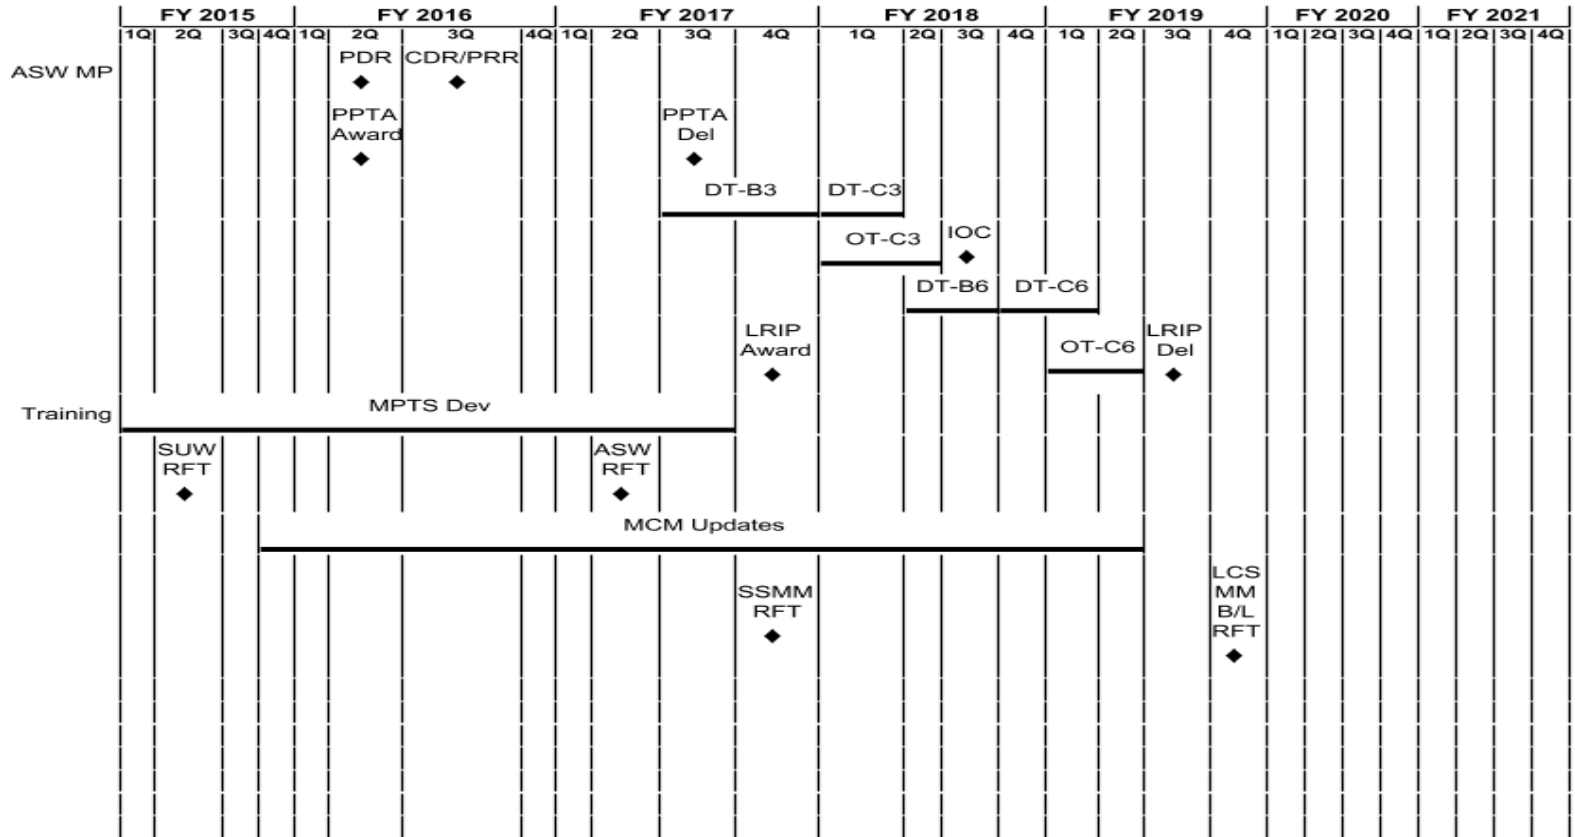 FY 2015 FY 2016 FY 2017 FY 2018 FY 2019 FY 2020 FY 2021
1Q 2Q 3Q 4Q 1Q 2Q 3Q 4Q 1Q 2Q 3Q 4Q 1Q 2Q 3Q 4Q 1Q 2Q 3Q 4Q 1Q 2Q 3Q 4Q 1Q 2Q 3Q 4Q
ASW MP
PDR CDR/PRR
PPTA PPTA
Award Del
DT-B3 DT-C3
OT-C3 IOC
DT-B6 DT-C6
LRIP OT-C6 LRIP
Award Del
Training
MPTS Dev
SUW ASW
RFT RFT
MCM Updates
SSMM
RFT
LCS
MM
B/L
RFT